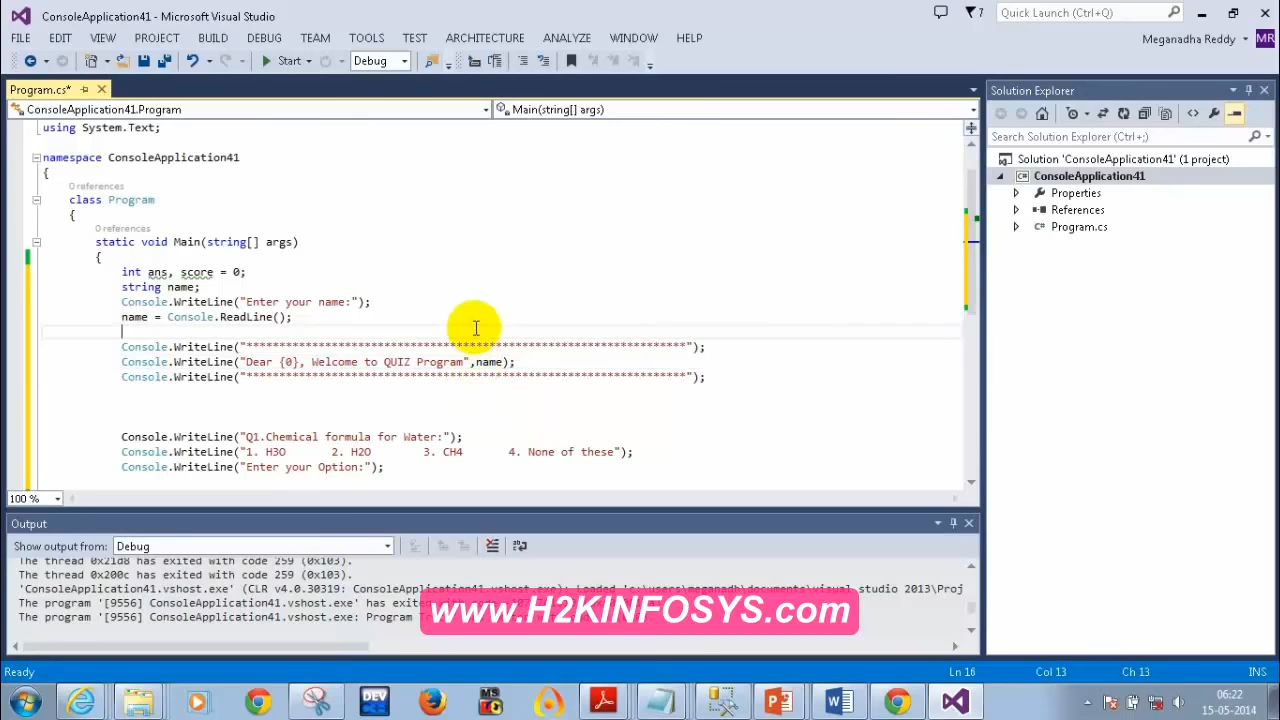 ConsoleApplication41 - Microsoft Visual Studio
7
Quick Launch (Ctrl+Q)
FILE EDIT VIEW PROJECT BUILD DEBUG TEAM TOOLS TEST ARCHITECTURE ANALYZE WINDOW HELP
Meganadha Reddy MR
Start Debug
Program.cs*
ConsoleApplication41.Program Main(string[] args)
using System.Text;
namespace ConsoleApplication41
{
0 references
class Program
{
0 references
static void Main(string[] args)
{
int ans, score = 0;
string name;
Console.WriteLine("Enter your name:");
name = Console.ReadLine();
Console.WriteLine("*******************************************************************");
Console.WriteLine("Dear {0}, Welcome to QUIZ Program",name);
Console.WriteLine("*******************************************************************");
Console.WriteLine("Q1.Chemical formula for Water:");
Console.WriteLine("1. H3O 2. H2O 3. CH4 4. None of these");
Console.WriteLine("Enter your Option:");
100 %
Solution Explorer
Search Solution Explorer (Ctrl+;)
Solution 'ConsoleApplication41' (1 project)
ConsoleApplication41
Properties
References
Program.cs
Output
Show output from: Debug
The thread 0x21d8 has exited with code 259 (0x103).
The thread 0x200c has exited with code 259 (0x103).
'ConsoleApplication41.vshost.exe' (CLR v4.0.30319: ConsoleApplication41.vshost.exe): Loaded 'c:\users\meganadh\documents\visual studio 2013\Proj
The program '[9556] ConsoleApplication41.vshost.exe' has exited with code
The program '[9556] ConsoleApplication41.vshost.exe: Program
www.H2KINFOSYS.com
Ready Ln 16 Col 13 Ch 13 INS
DEV
MS
06:22
15-05-2014